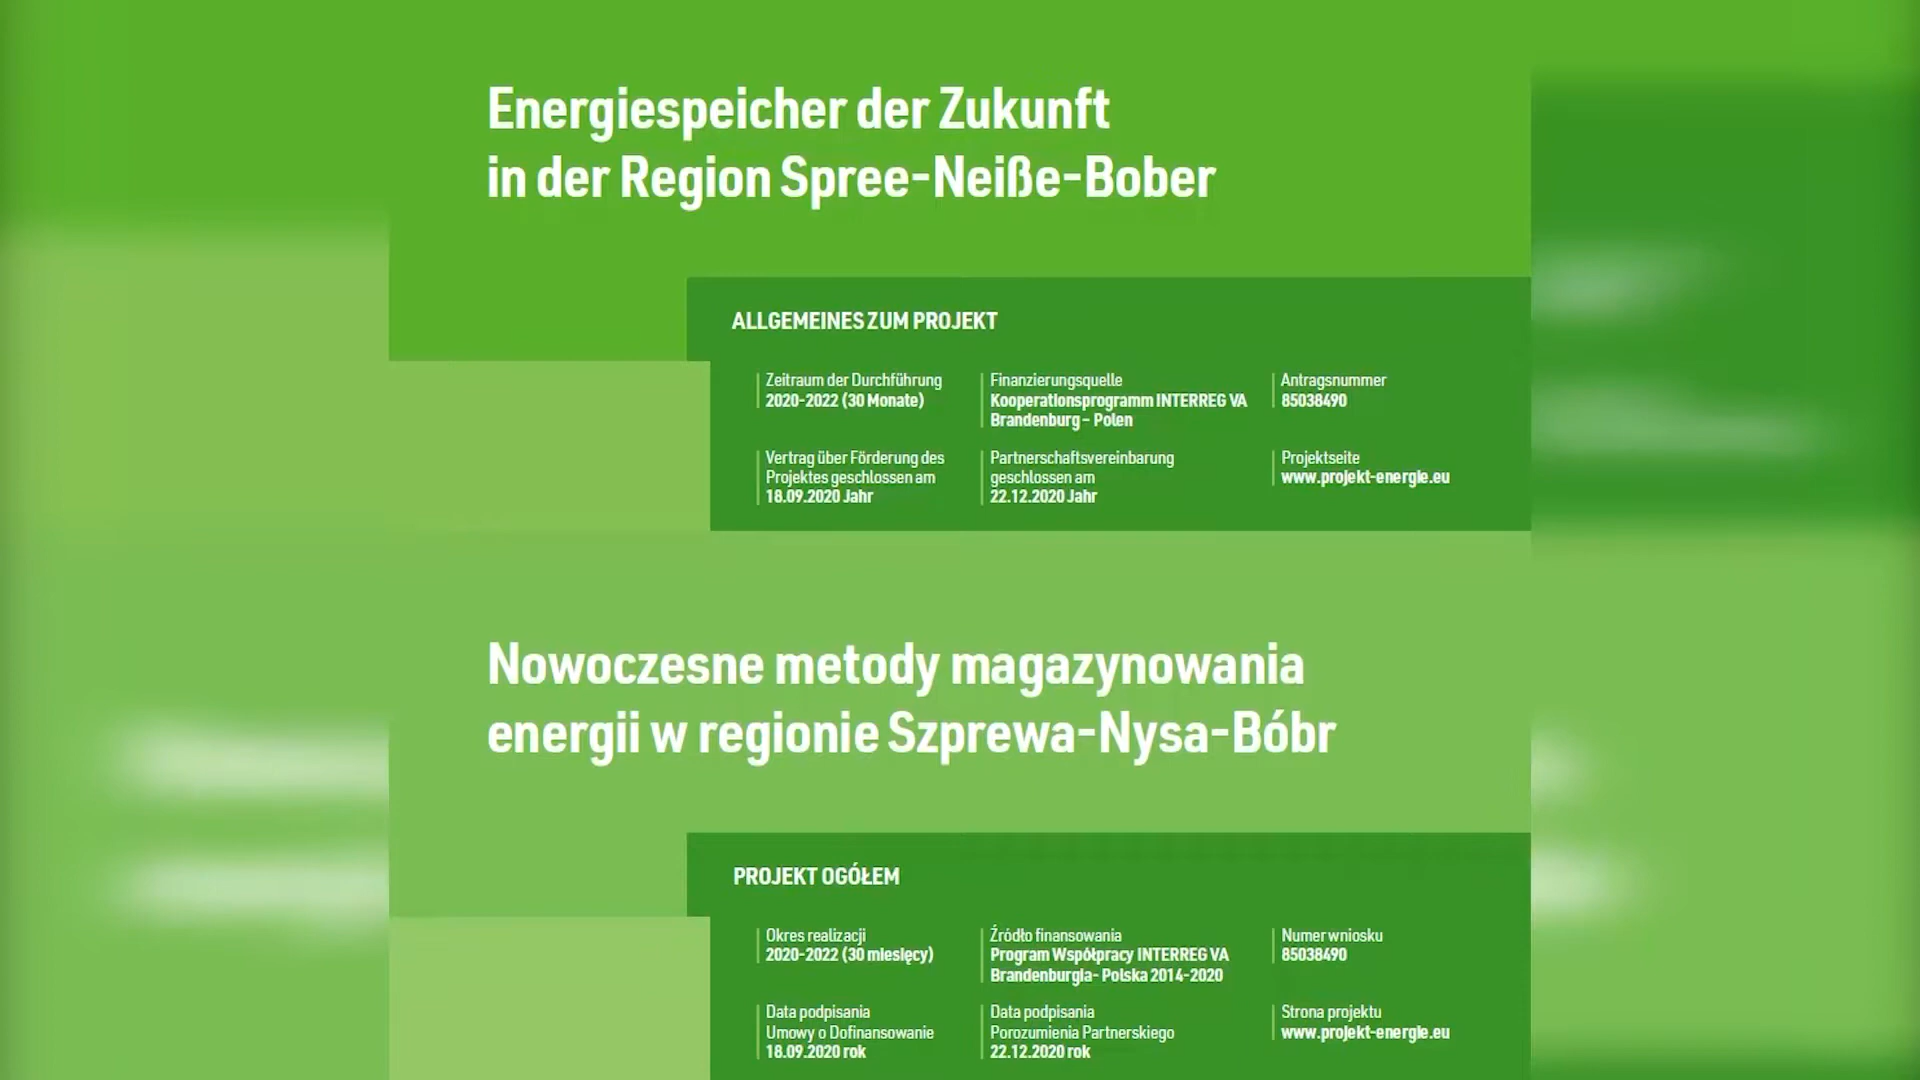 Energiespeicher der Zukunft
in der Region Spree-Neiße-Bober
ALLGEMEINES ZUM PROJEKT
Zeitraum der Durchführung
2020-2022 (30 Monate)
Finanzierungsquelle
Kooperationsprogramm INTERREG VA
Brandenburg - Polen
Antragsnummer
85038490
Vertrag über Förderung des
Projektes geschlossen am
18.09.2020 Jahr
Partnerschaftsvereinbarung
geschlossen am
22.12.2020 Jahr
Projektseite
www.projekt-energie.eu
Nowoczesne metody magazynowania
energii w regionie Szprewa-Nysa-Bóbr
PROJEKT OGÓŁEM
Okres realizacji
2020-2022 (30 miesięcy)
Źródło finansowania
Program Współpracy INTERREG VA
Brandenburgia- Polska 2014-2020
Numer wniosku
85038490
Data podpisania
Umowy o Dofinansowanie
18.09.2020 rok
Data podpisania
Porozumienia Partnerskiego
22.12.2020 rok
Strona projektu
www.projekt-energie.eu